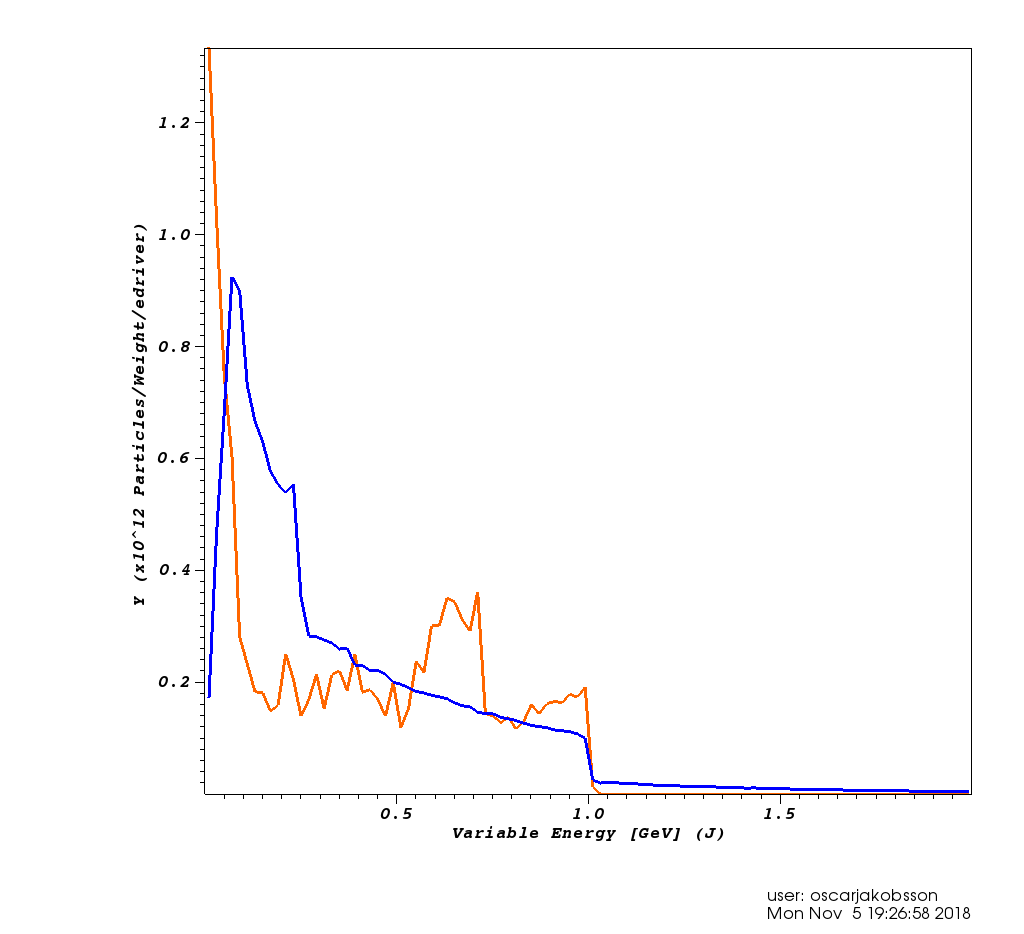 1.2
1.0
0.8
0.6
0.4
0.2
Y (x10^12 Particles/Weight/edriver)
0.5 1.0 1.5
Variable Energy [GeV] (J)
user: oscarjakobsson
Mon Nov 5 19:26:58 2018